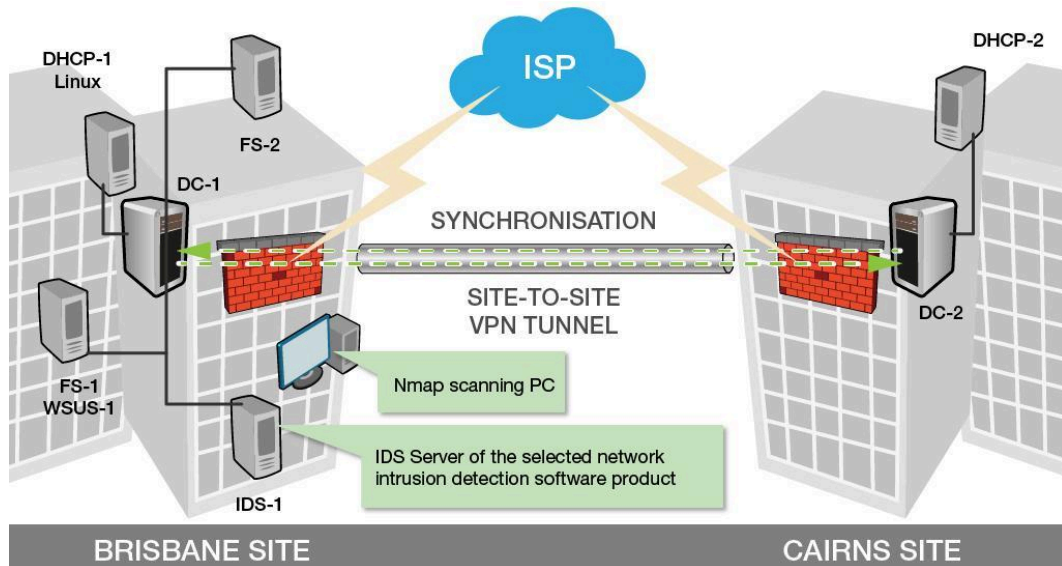 DHCP-1
Linux
FS-2
DC-1
FS-1
WSUS-1
IDS-1
ISP
SYNCHRONISATION
SITE-TO-SITE
VPN TUNNEL
Nmap scanning PC
IDS Server of the selected network
intrusion detection software product
DHCP-2
DC-2
BRISBANE SITE
CAIRNS SITE